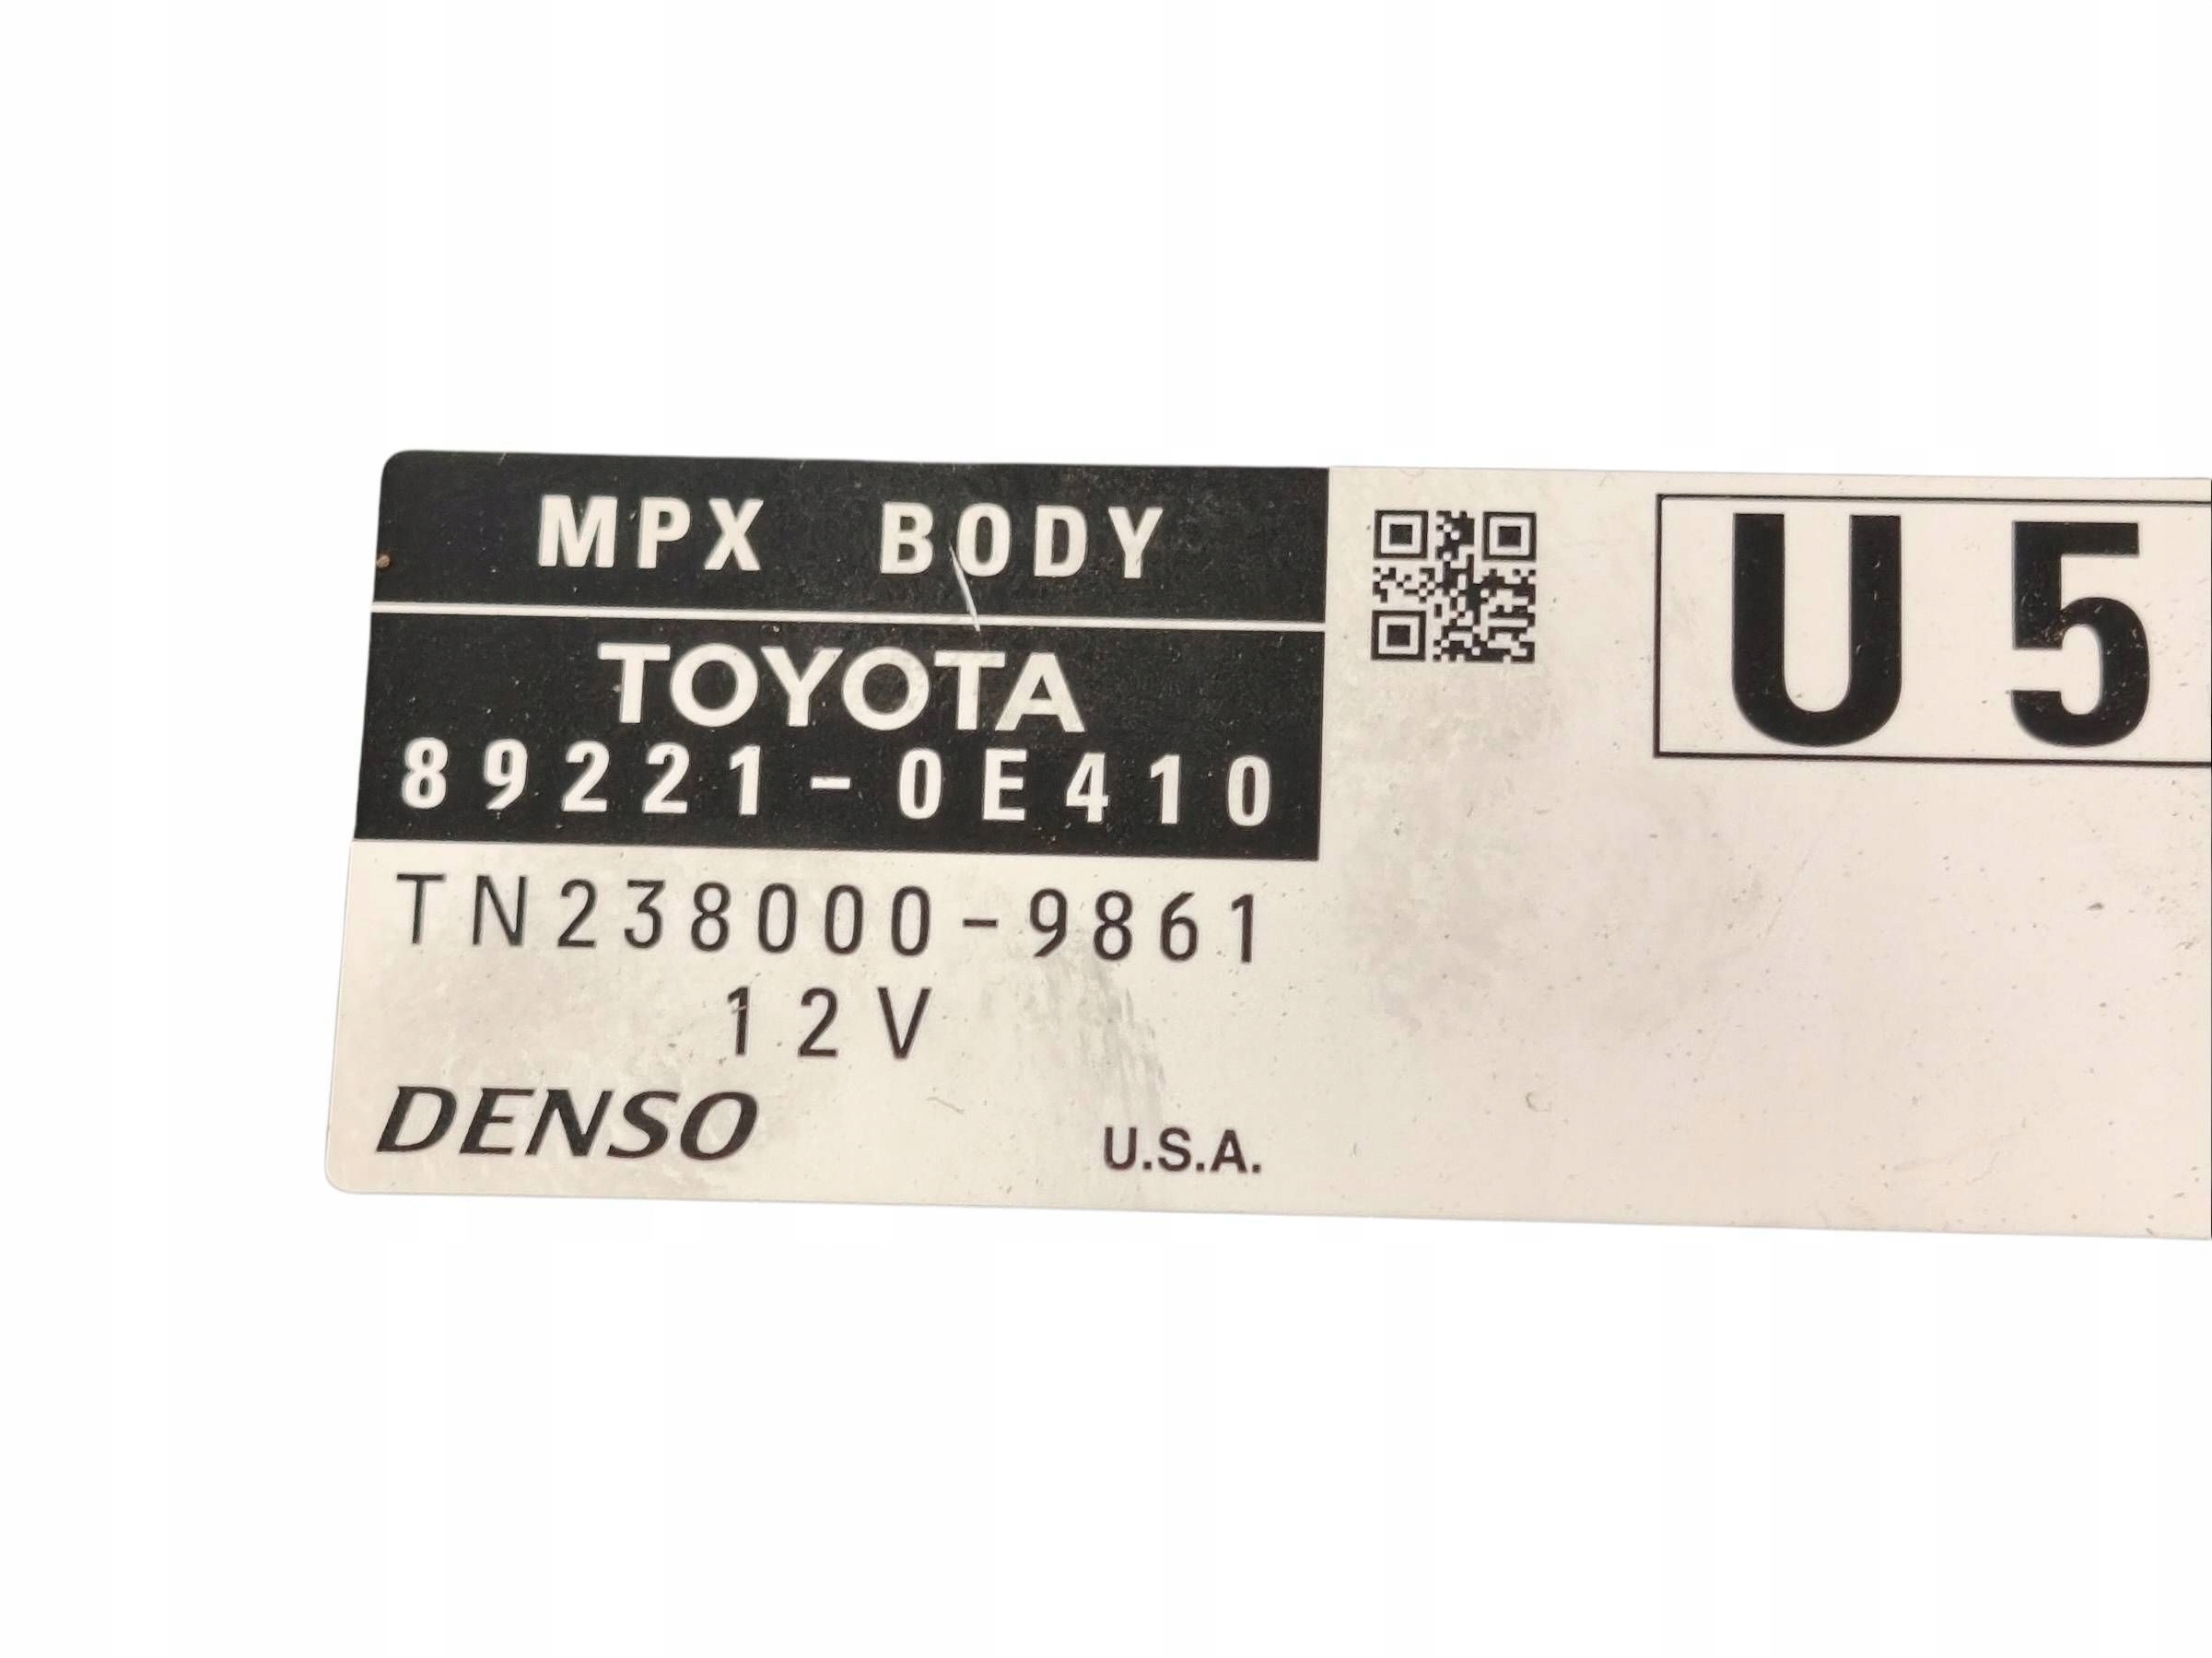 MPX BODY
TOYOTA
89221-0E410
TN238000-9861
12V
DENSO
U.S.A.
U5